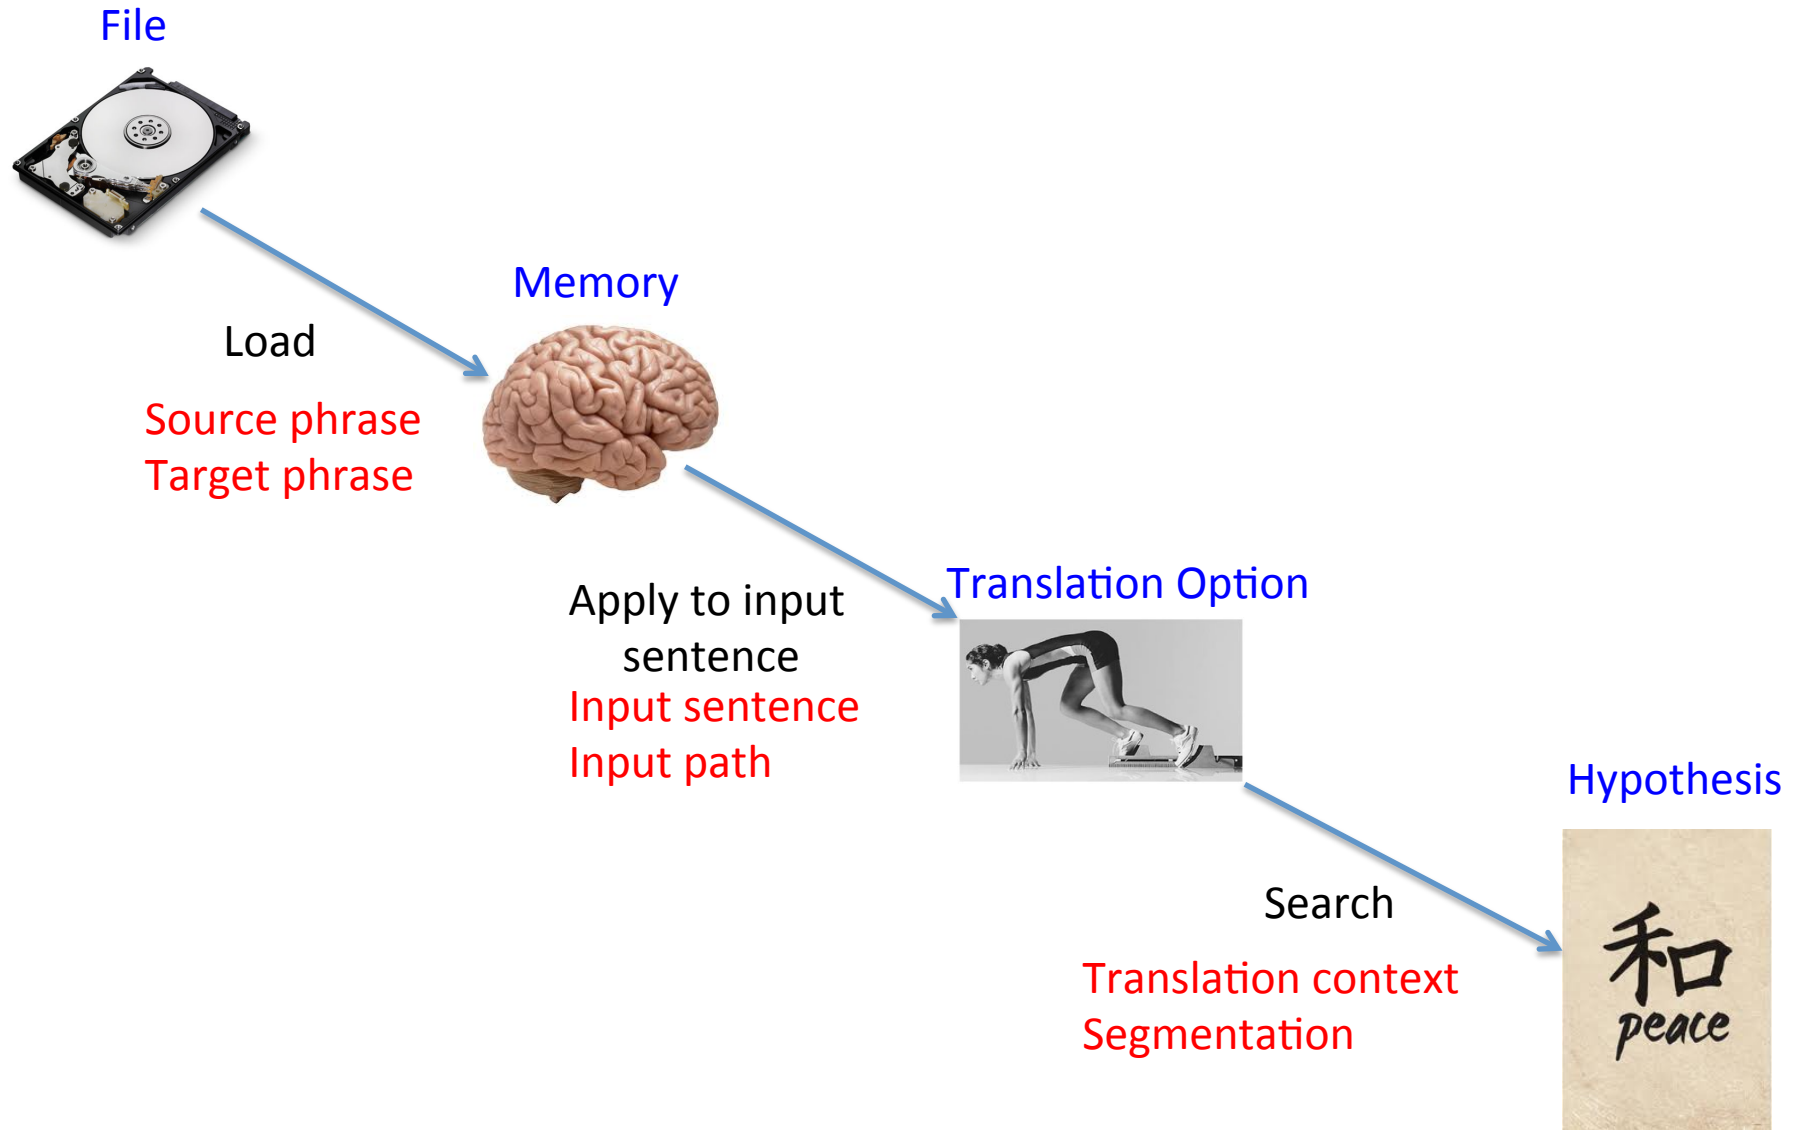 File
Memory
Load
Source phrase
Target phrase
Translation Option
Apply to input
sentence
Input sentence
Input path
Hypothesis
Search
Translation context
Segmentation
和
peace